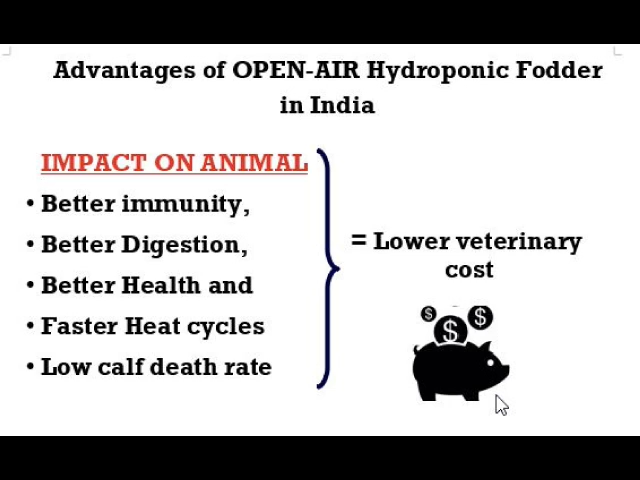 Advantages of OPEN-AIR Hydroponic Fodder
in India
IMPACT ON ANIMAL
• Better immunity,
• Better Digestion,
• Better Health and
• Faster Heat cycles
• Low calf death rate
= Lower veterinary
cost
$ $ $